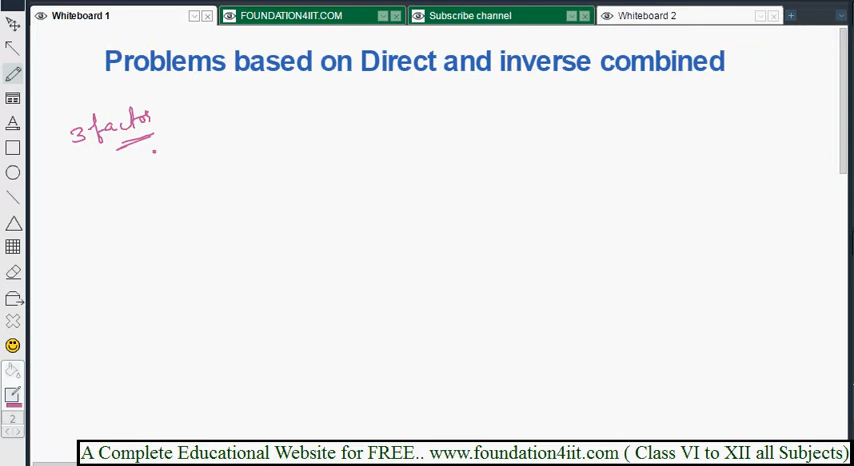 Whiteboard 1 FOUNDATION4IIT.COM Subscribe channel Whiteboard 2
Problems based on Direct and inverse combined
3 factor
2
A Complete Educational Website for FREE.. www.foundation4iit.com ( Class VI to XII all Subjects)